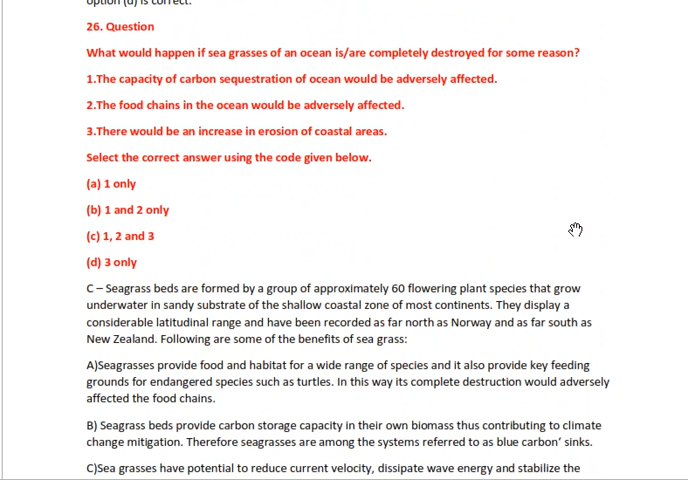 option (d) is correct.
26. Question
What would happen if sea grasses of an ocean is/are completely destroyed for some reason?
1.The capacity of carbon sequestration of ocean would be adversely affected.
2.The food chains in the ocean would be adversely affected.
3.There would be an increase in erosion of coastal areas.
Select the correct answer using the code given below.
(a) 1 only
(b) 1 and 2 only
(c) 1, 2 and 3
(d) 3 only
C – Seagrass beds are formed by a group of approximately 60 flowering plant species that grow
underwater in sandy substrate of the shallow coastal zone of most continents. They display a
considerable latitudinal range and have been recorded as far north as Norway and as far south as
New Zealand. Following are some of the benefits of sea grass:
A)Seagrasses provide food and habitat for a wide range of species and it also provide key feeding
grounds for endangered species such as turtles. In this way its complete destruction would adversely
affected the food chains.
B) Seagrass beds provide carbon storage capacity in their own biomass thus contributing to climate
change mitigation. Therefore seagrasses are among the systems referred to as blue carbon’ sinks.
C)Sea grasses have potential to reduce current velocity, dissipate wave energy and stabilize the